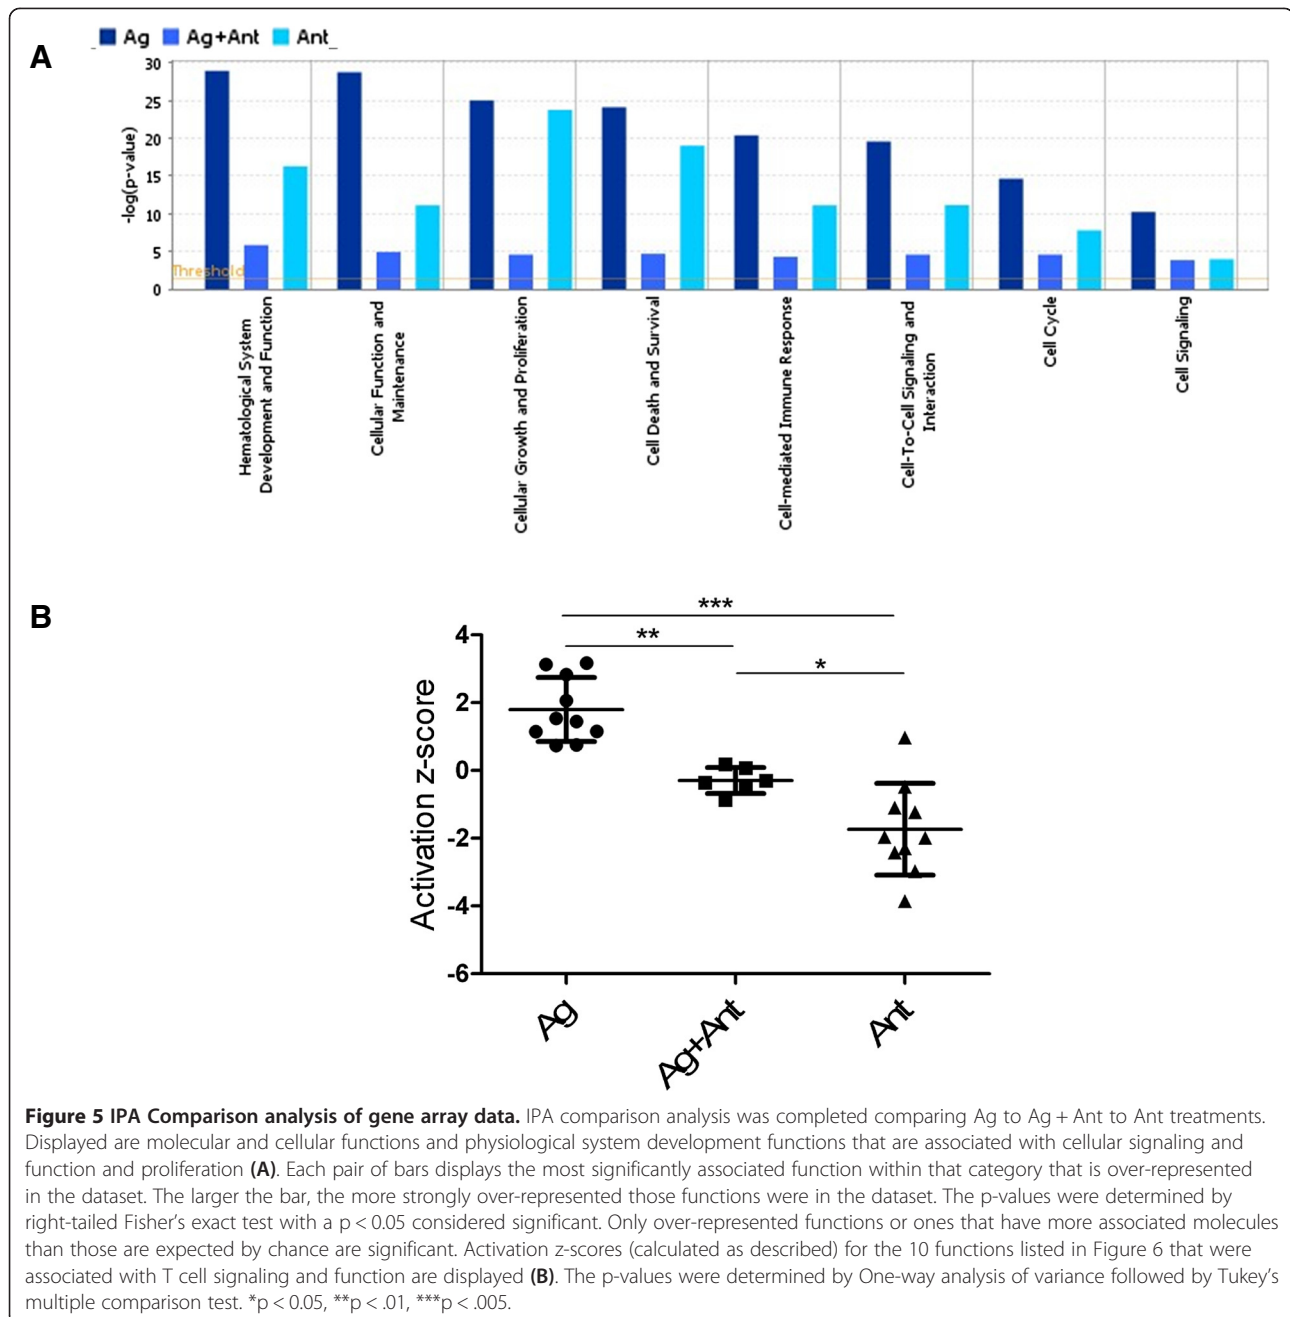 A
Ag Ag+Ant Ant
30
25
20
15
10
5
0
-log(p-value)
Threshold
Hematological System
Development and Function
Cellular Function and
Maintenance
Cellular Growth and Proliferation
Cell Death and Survival
Cell-mediated Immune Response
Cell-To-Cell Signaling and
Interaction
Cell Cycle
Cell Signaling
B
***
**
*
4
2
0
-2
-4
-6
Activation z-score
Ag
Ag+Ant
Ant
Figure 5 IPA Comparison analysis of gene array data. IPA comparison analysis was completed comparing Ag to Ag + Ant to Ant treatments.
Displayed are molecular and cellular functions and physiological system development functions that are associated with cellular signaling and
function and proliferation (A). Each pair of bars displays the most significantly associated function within that category that is over-represented
in the dataset. The larger the bar, the more strongly over-represented those functions were in the dataset. The p-values were determined by
right-tailed Fisher's exact test with a p < 0.05 considered significant. Only over-represented functions or ones that have more associated molecules
than those are expected by chance are significant. Activation z-scores (calculated as described) for the 10 functions listed in Figure 6 that were
associated with T cell signaling and function are displayed (B). The p-values were determined by One-way analysis of variance followed by Tukey's
multiple comparison test. *p < 0.05, **p < .01, ***p < .005.